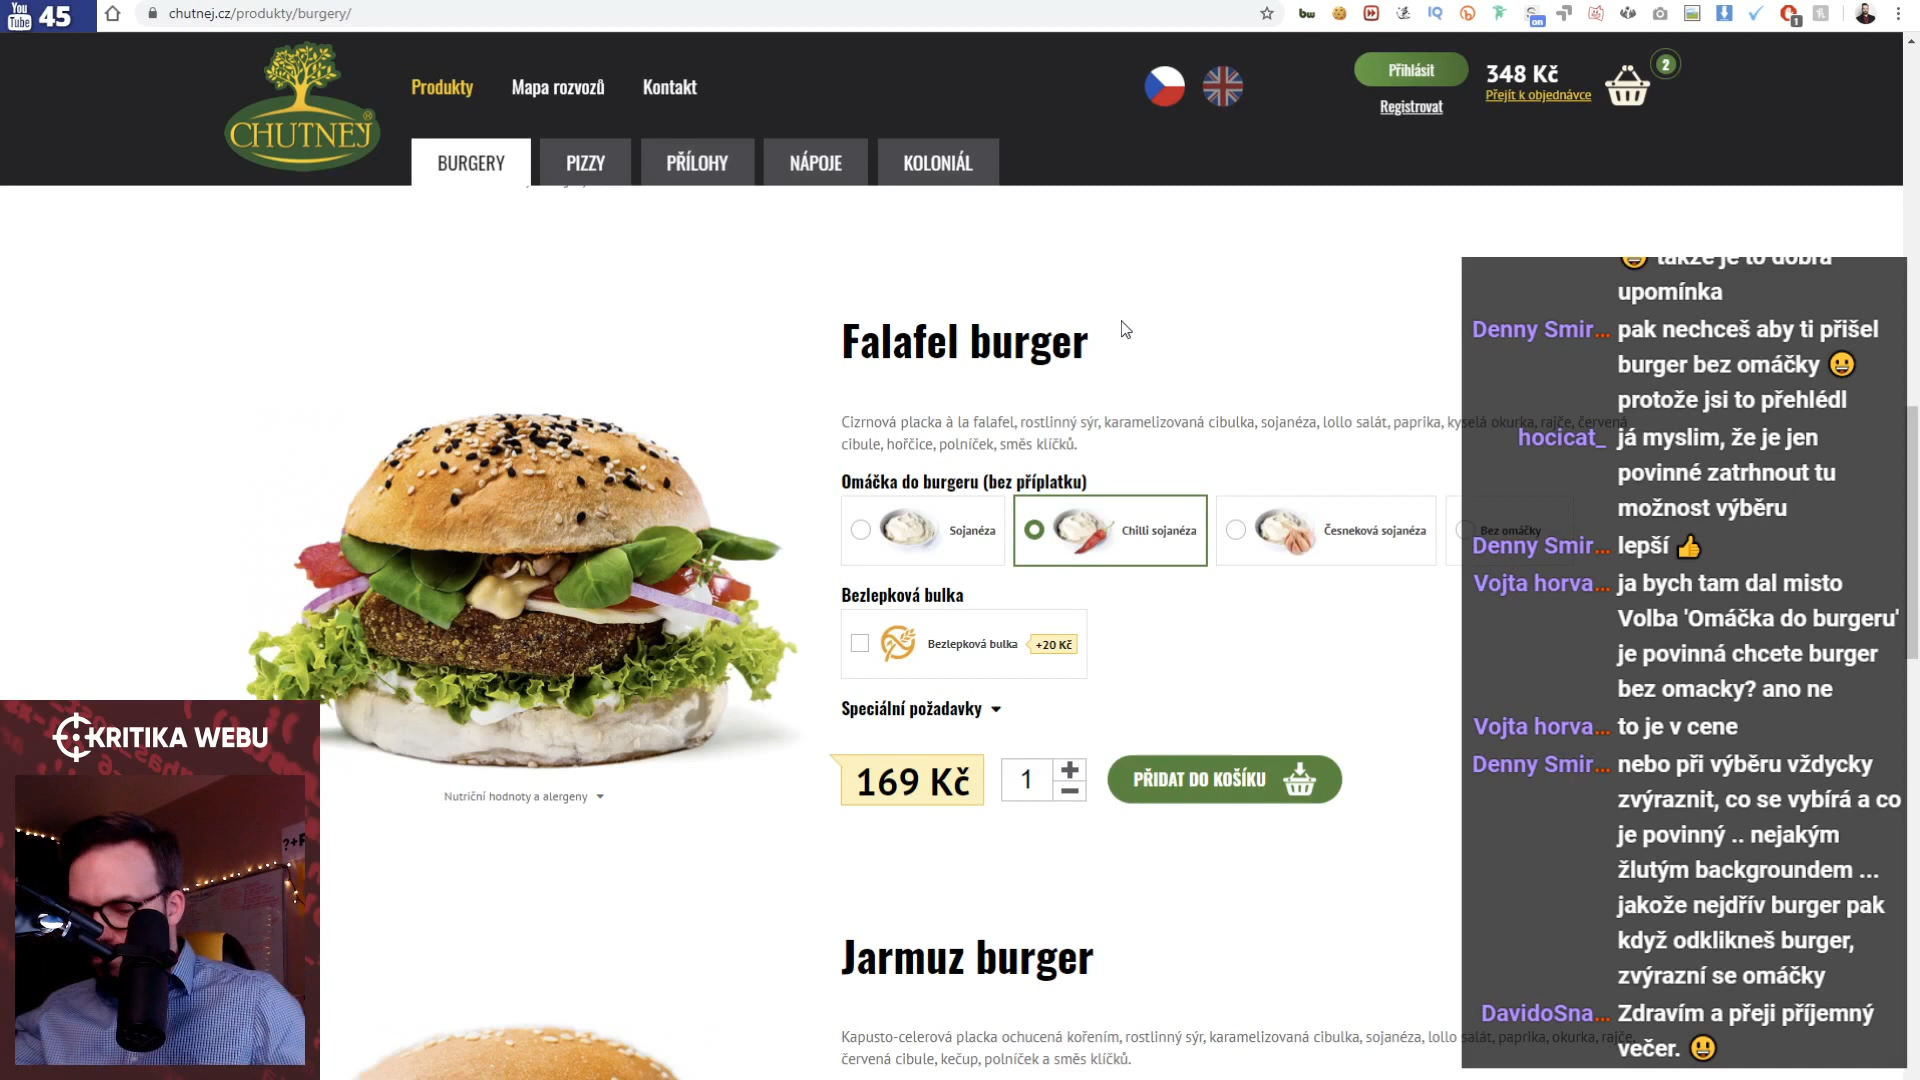 You Tube 45
chutnej.cz/produkty/burgery/
CHUTNEJ®
Produkty
Mapa rozvozů
Kontakt
Přihlásit
Registrovat
348 Kč
Přejít k objednávce
2
BURGERY
PIZZY
PŘÍLOHY
NÁPOJE
KOLONIÁL
Falafel burger
Cizrnová placka à la falafel, rostlinný sýr, karamelizovaná cibulka, sojanéza, lollo salát, paprika, kyselá okurka, rajče, červená
cibule, hořčice, polníček, směs klíčků.
Omáčka do burgeru (bez příplatku)
Sojanéza
Chilli sojanéza
Česneková sojanéza
Bez omáčky
Bezlepková bulka
Bezlepková bulka
+20 Kč
Speciální požadavky
169 Kč
1
PŘIDAT DO KOŠÍKU
Nutriční hodnoty a alergeny
Jarmuz burger
Kapusto-celerová placka ochucená kořením, rostlinný sýr, karamelizovaná cibulka, sojanéza, lollo salát, paprika, okurka, rajče,
červená cibule, kečup, polníček a směs klíčků.
KRITIKA WEBU
😀 takže je to dobrá
upomínka
Denny Smir... pak nechceš aby ti přišel
burger bez omáčky 😀
protože jsi to přehlédl
hocicat_ já myslim, že je jen
povinné zatrhnout tu
možnost výběru
Denny Smir... lepší 👍
Vojta horva... ja bych tam dal misto
Volba 'Omáčka do burgeru'
je povinná chcete burger
bez omacky? ano ne
Vojta horva... to je v cene
Denny Smir... nebo při výběru vždycky
zvýraznit, co se vybírá a co
je povinný .. nejakým
žlutým backgroundem ...
jakože nejdřív burger pak
když odklikneš burger,
zvýrazní se omáčky
DavidoSna... Zdravím a přeji příjemný
večer. 😃